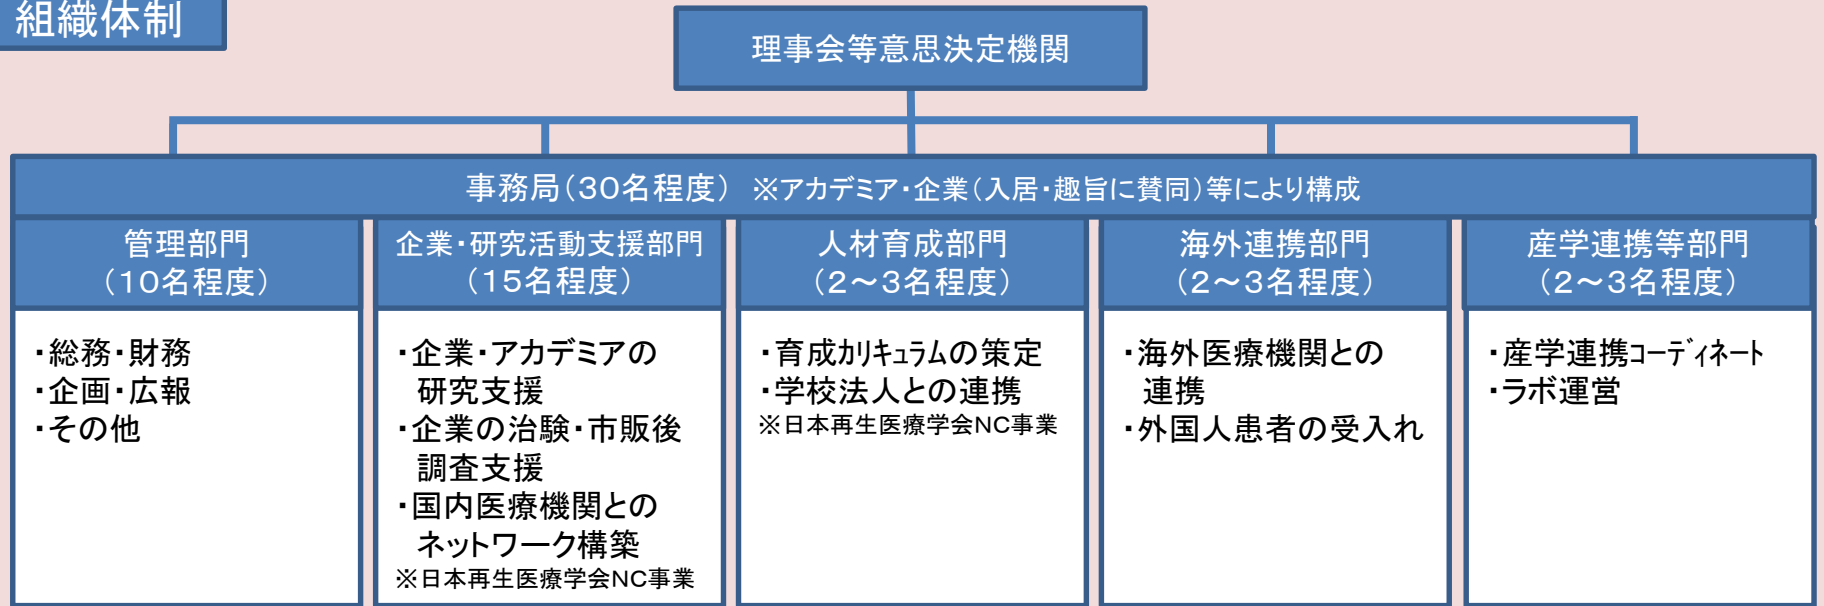 組織体制
理事会等意思決定機関
事務局(30名程度) ※アカデミア・企業(入居・趣旨に賛同)等により構成
管理部門
(10名程度)
・総務・財務
・企画・広報
・その他
企業・研究活動支援部門
(15名程度)
・企業・アカデミアの
研究支援
・企業の治験・市販後
調査支援
・国内医療機関との
ネットワーク構築
※日本再生医療学会NC事業
人材育成部門
(2~3名程度)
・育成カリキュラムの策定
・学校法人との連携
※日本再生医療学会NC事業
海外連携部門
(2~3名程度)
・海外医療機関との
連携
・外国人患者の受入れ
産学連携等部門
(2~3名程度)
・産学連携コーディネート
・ラボ運営